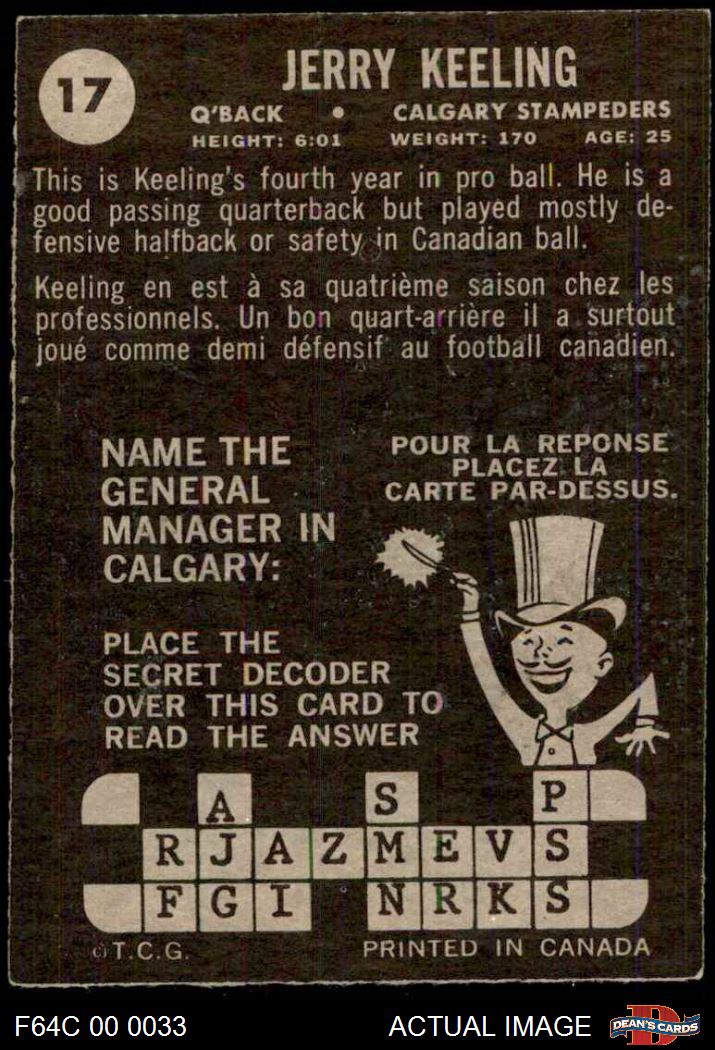 17
JERRY KEELING
Q'BACK • CALGARY STAMPEDERS
HEIGHT: 6:01 WEIGHT: 170 AGE: 25
This is Keeling's fourth year in pro ball. He is a
good passing quarterback but played mostly de-
fensive halfback or safety in Canadian ball.
Keeling en est à sa quatrième saison chez les
professionnels. Un bon quart-arrière il a surtout
joué comme demi défensif au football canadien.
NAME THE
GENERAL
MANAGER IN
CALGARY:
POUR LA REPONSE
PLACEZ LA
CARTE PAR-DESSUS.
PLACE THE
SECRET DECODER
OVER THIS CARD TO
READ THE ANSWER
A S P
R J A Z M E V S
F G I N R K S
© T.C.G. PRINTED IN CANADA
F64C 00 0033 ACTUAL IMAGE DEAN'S CARDS